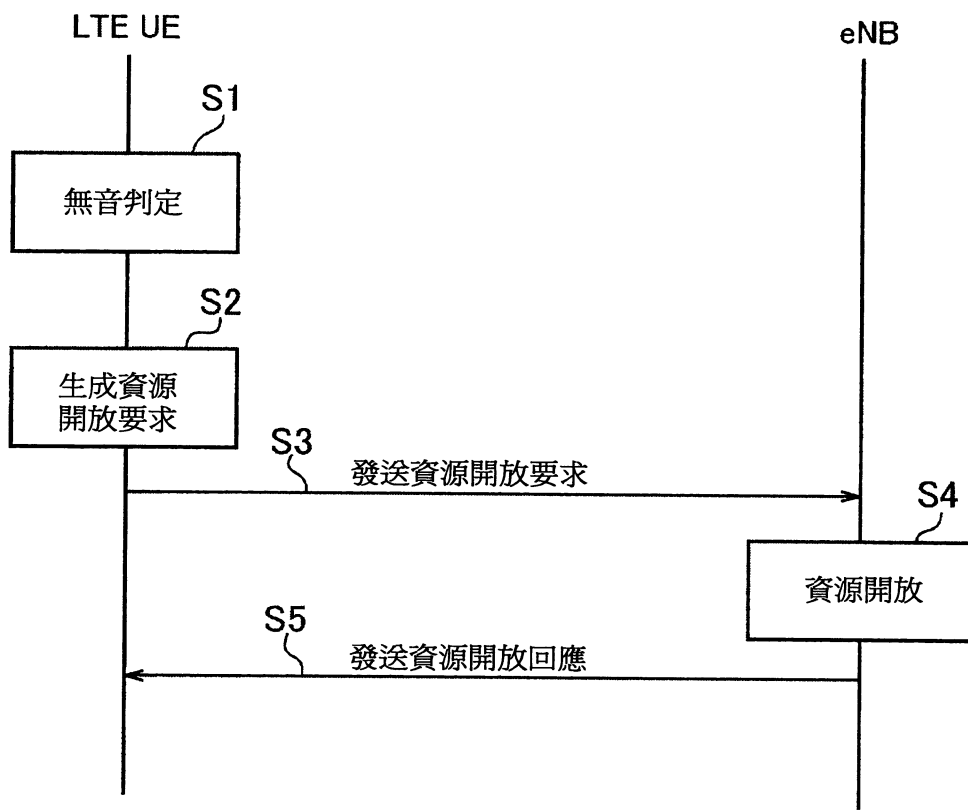 LTE UE
eNB
S1
無音判定
S2
生成資源
開放要求
S3
發送資源開放要求
S4
資源開放
S5
發送資源開放回應